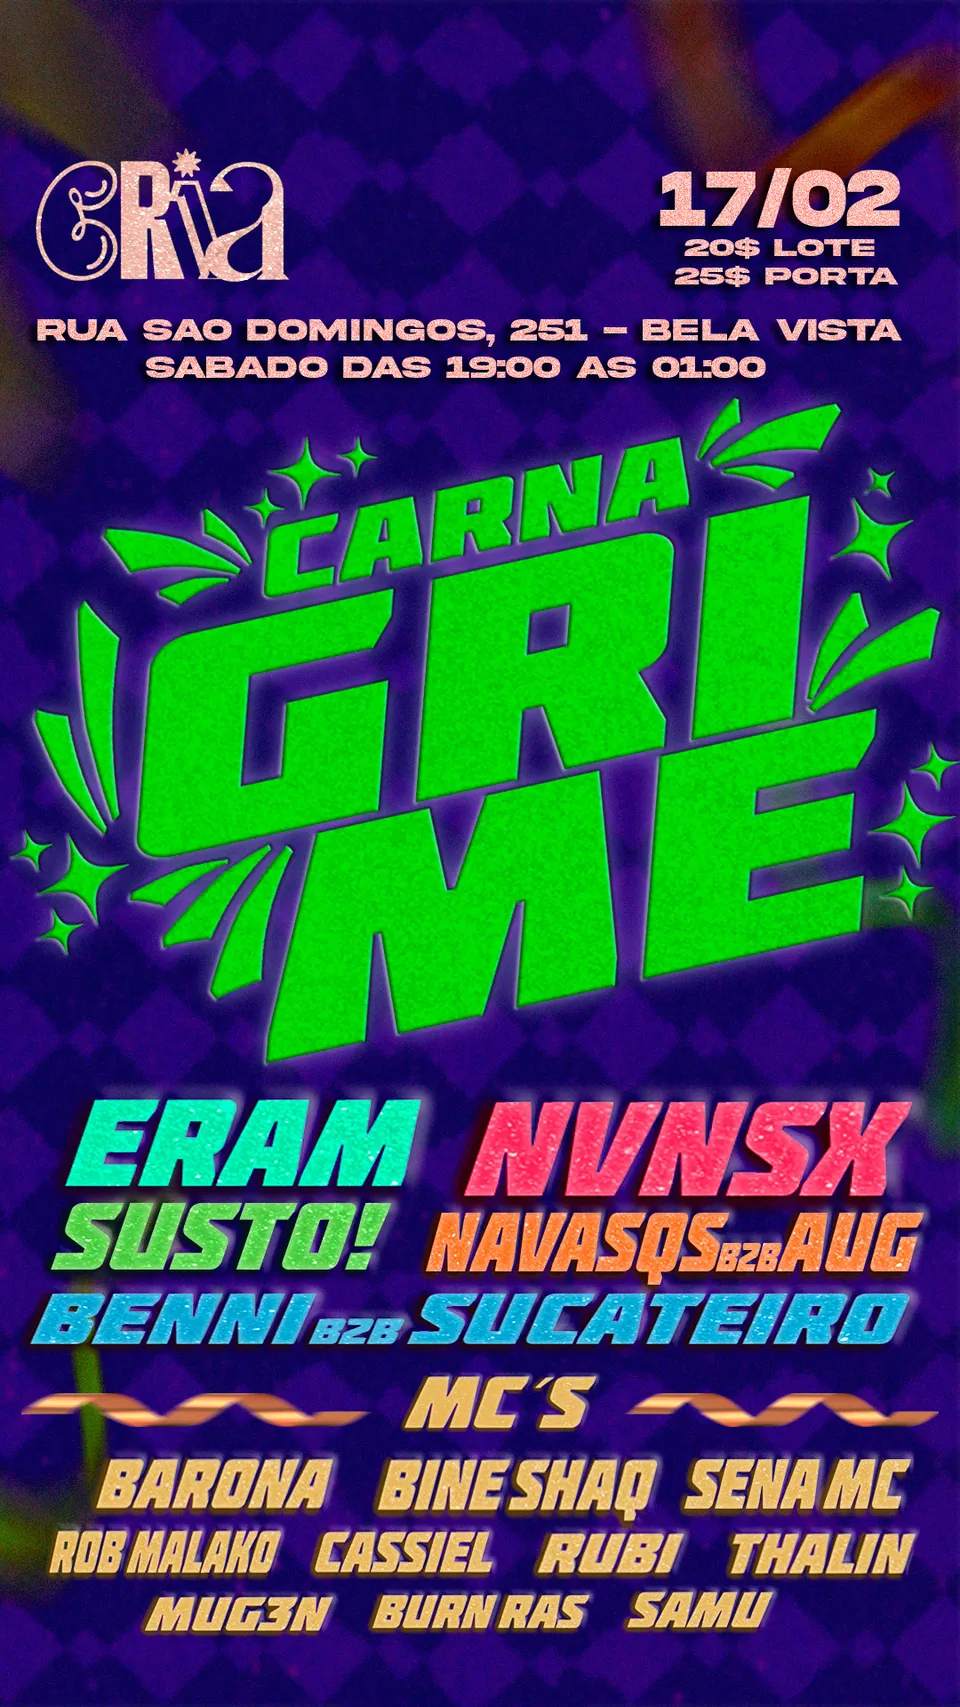 CRIA
17/02
20$ LOTE
25$ PORTA
RUA SAO DOMINGOS, 251 – BELA VISTA
SABADO DAS 19:00 AS 01:00
CARNA
GRI
ME
ERAM NVNSX
SUSTO! NAVASQS B2B AUG
BENNI B2B SUCATEIRO
MC´S
BARONA BINE SHAQ SENA MC
ROB MALAKO CASSIEL RUBI THALIN
MUG3N BURN RAS SAMU